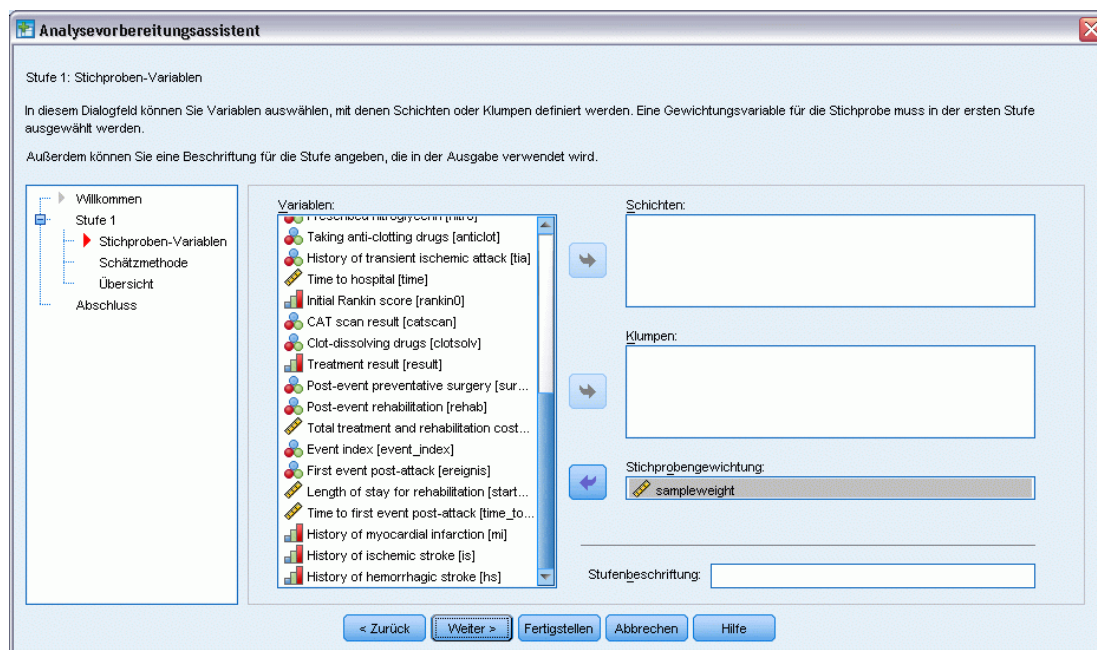 Analysevorbereitungsassistent
Stufe 1: Stichproben-Variablen
In diesem Dialogfeld können Sie Variablen auswählen, mit denen Schichten oder Klumpen definiert werden. Eine Gewichtungsvariable für die Stichprobe muss in der ersten Stufe
ausgewählt werden.
Außerdem können Sie eine Beschriftung für die Stufe angeben, die in der Ausgabe verwendet wird.
Willkommen
Stufe 1
Stichproben-Variablen
Schätzmethode
Übersicht
Abschluss
Variablen:
Prescribed nitroglycerin [nitro]
Taking anti-clotting drugs [anticlot]
History of transient ischemic attack [tia]
Time to hospital [time]
Initial Rankin score [rankin0]
CAT scan result [catscan]
Clot-dissolving drugs [clotsolv]
Treatment result [result]
Post-event preventative surgery [sur...
Post-event rehabilitation [rehab]
Total treatment and rehabilitation cost...
Event index [event_index]
First event post-attack [ereignis]
Length of stay for rehabilitation [start...
Time to first event post-attack [time_to...
History of myocardial infarction [mi]
History of ischemic stroke [is]
History of hemorrhagic stroke [hs]
Schichten:
Klumpen:
Stichprobengewichtung:
sampleweight
Stufenbeschriftung:
< Zurück
Weiter >
Fertigstellen
Abbrechen
Hilfe